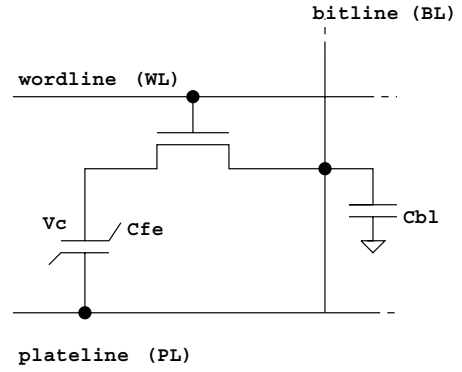 bitline (BL)
wordline (WL)
Vc
Cfe
Cbl
plateline (PL)